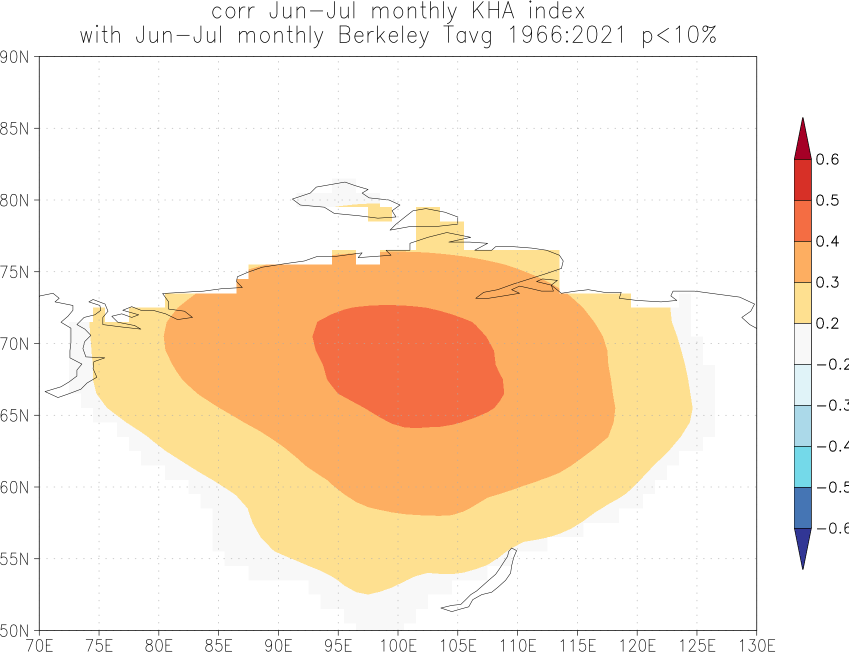 corr Jun-Jul monthly KHA index
with Jun-Jul monthly Berkeley Tavg 1966:2021 p<10%
90N
85N
80N
75N
70N
65N
60N
55N
50N
70E 75E 80E 85E 90E 95E 100E 105E 110E 115E 120E 125E 130E
0.6
0.5
0.4
0.3
0.2
-0.2
-0.3
-0.4
-0.5
-0.6